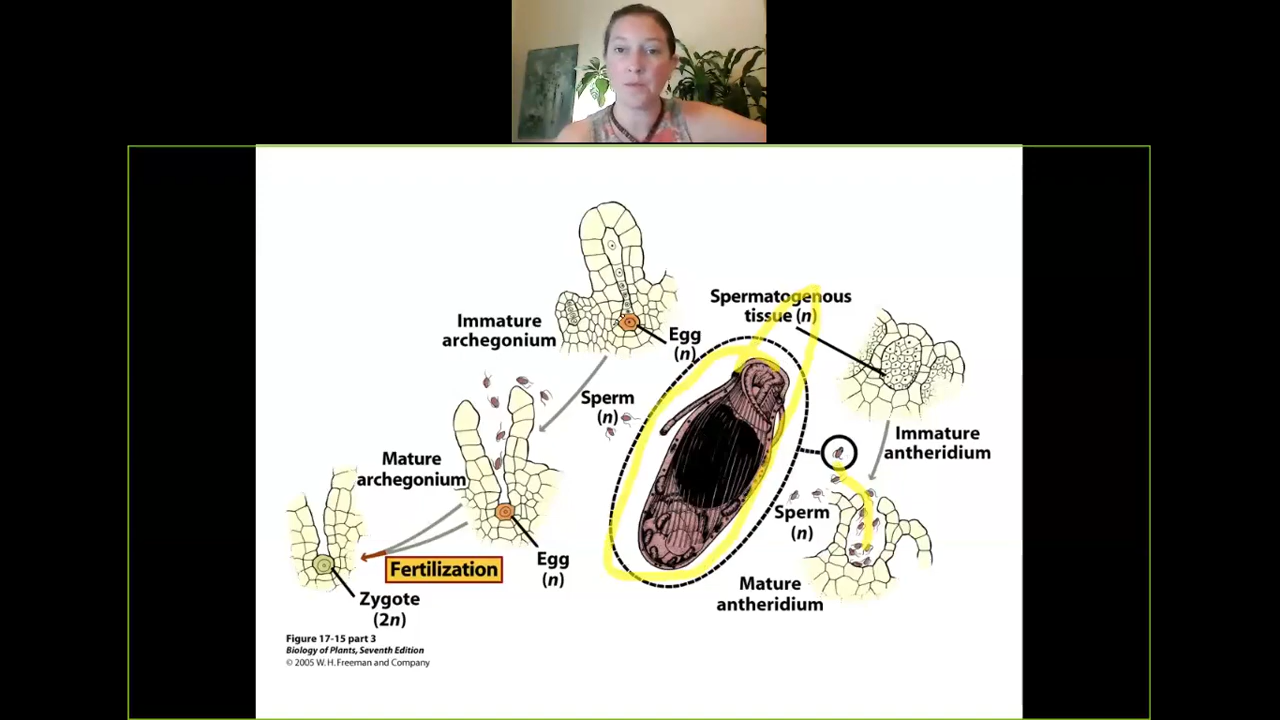 Spermatogenous
tissue (n)
Immature
archegonium
Egg
(n)
Sperm
(n)
Immature
antheridium
Mature
archegonium
Sperm
(n)
Egg
(n)
Fertilization
Mature
antheridium
Zygote
(2n)
Figure 17-15 part 3
Biology of Plants, Seventh Edition
© 2005 W. H. Freeman and Company